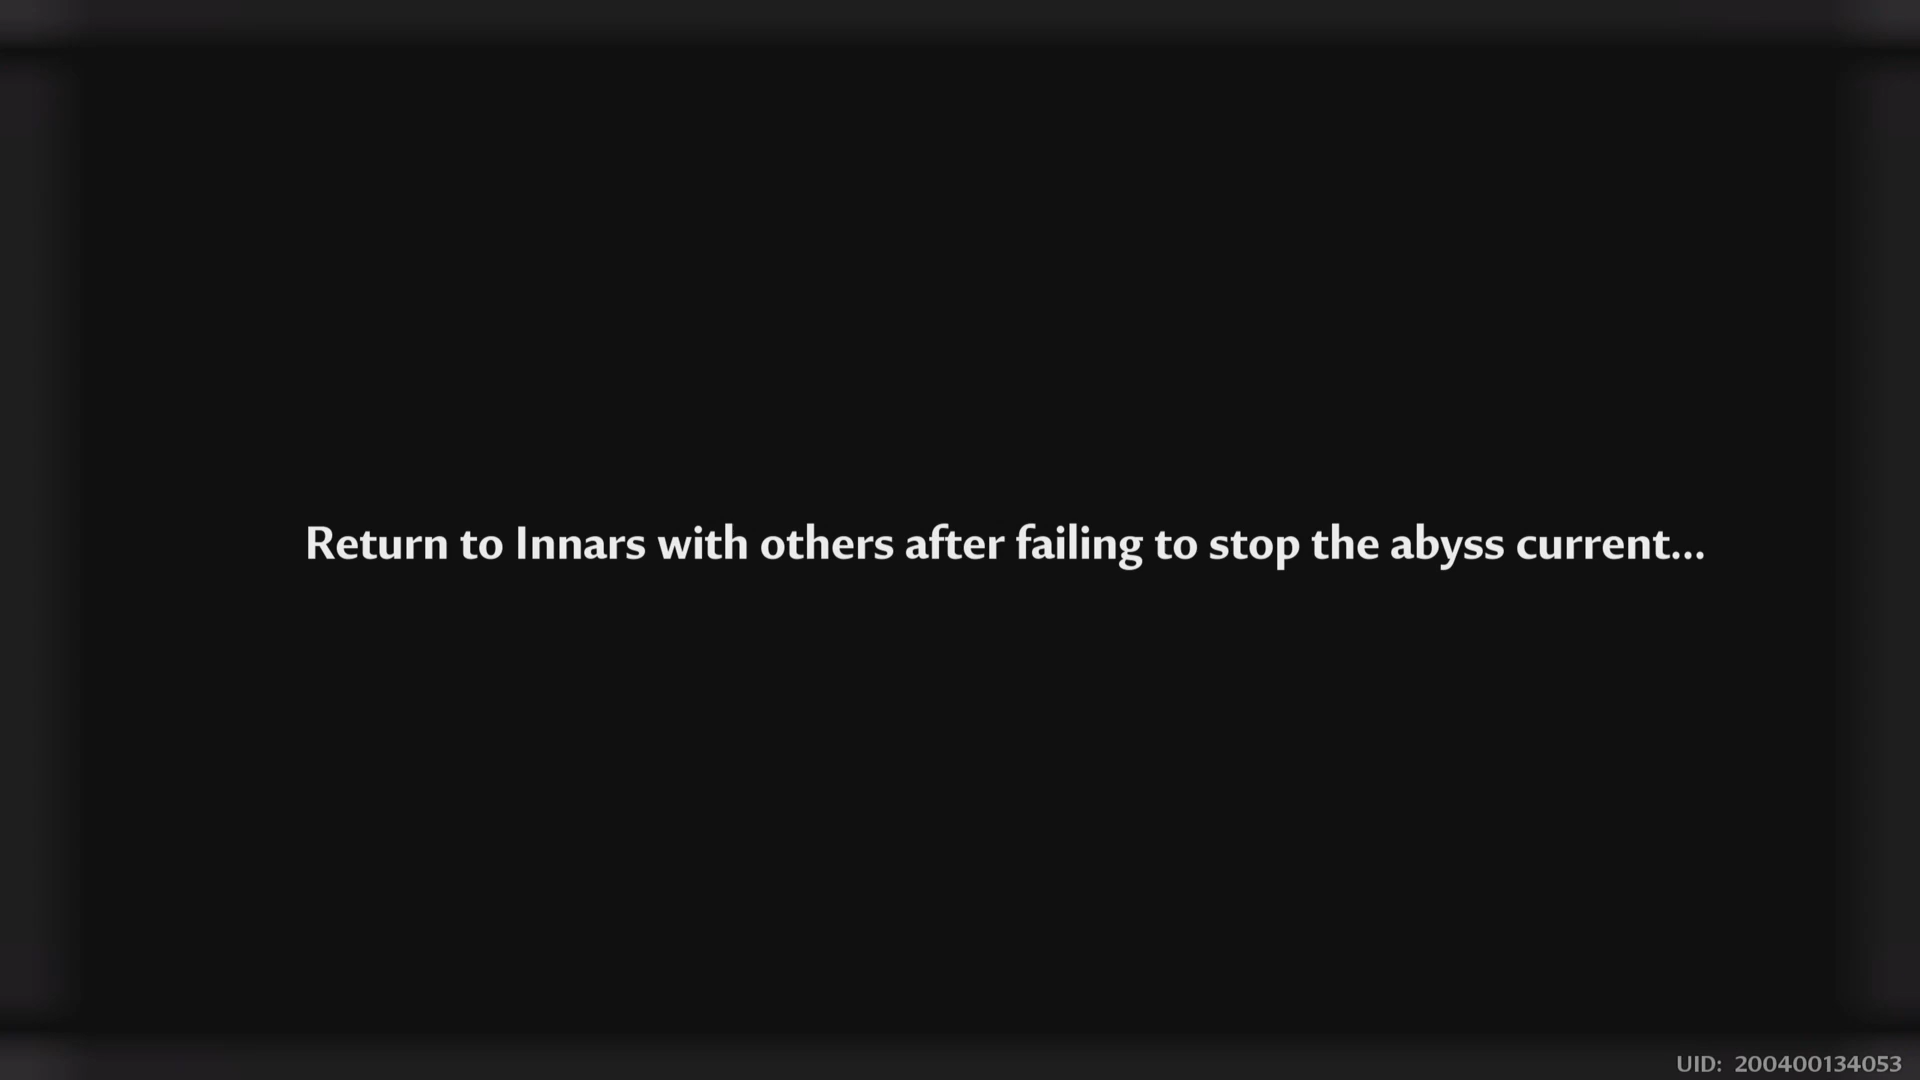 Return to Innars with others after failing to stop the abyss current...
UID: 200400134053